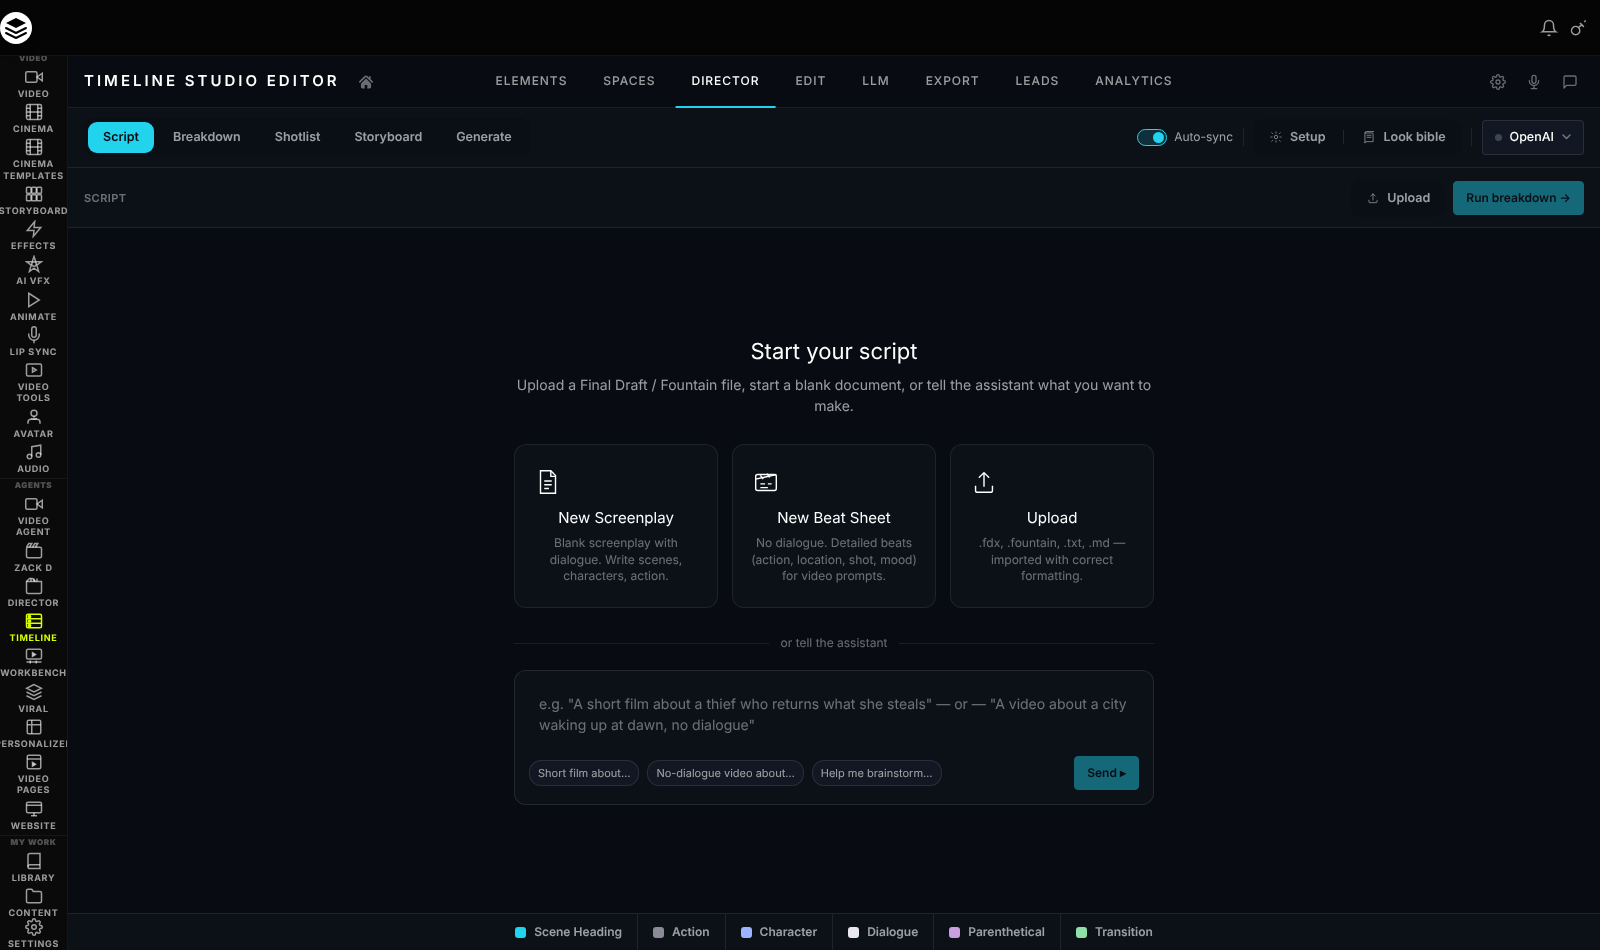 VIDEO
VIDEO
CINEMA
CINEMA
TEMPLATES
STORYBOARD
EFFECTS
AI VFX
ANIMATE
LIP SYNC
VIDEO
TOOLS
AVATAR
AUDIO
AGENTS
VIDEO
AGENT
ZACK D
DIRECTOR
TIMELINE
WORKBENCH
VIRAL
PERSONALIZE
VIDEO
PAGES
WEBSITE
MY WORK
LIBRARY
CONTENT
SETTINGS
TIMELINE STUDIO EDITOR
ELEMENTS SPACES DIRECTOR EDIT LLM EXPORT LEADS ANALYTICS
Script Breakdown Shotlist Storyboard Generate
Auto-sync Setup Look bible OpenAI
SCRIPT
Upload Run breakdown →
Start your script
Upload a Final Draft / Fountain file, start a blank document, or tell the assistant what you want to
make.
New Screenplay
Blank screenplay with
dialogue. Write scenes,
characters, action.
New Beat Sheet
No dialogue. Detailed beats
(action, location, shot, mood)
for video prompts.
Upload
.fdx, .fountain, .txt, .md —
imported with correct
formatting.
or tell the assistant
e.g. "A short film about a thief who returns what she steals" — or — "A video about a city
waking up at dawn, no dialogue"
Short film about... No-dialogue video about... Help me brainstorm... Send ▸
Scene Heading Action Character Dialogue Parenthetical Transition